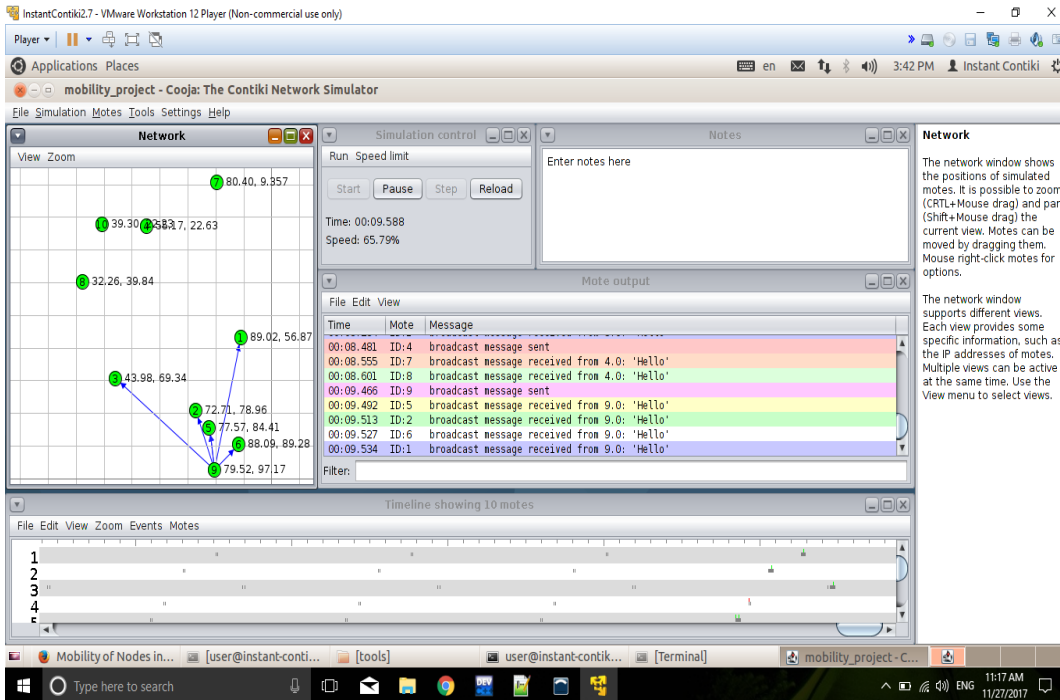 InstantContiki2.7 - VMware Workstation 12 Player (Non-commercial use only)
Player
Applications Places
en
3:42 PM
Instant Contiki
mobility_project - Cooja: The Contiki Network Simulator
File Simulation Motes Tools Settings Help
Network
View Zoom
7 80.40, 9.357
10 39.30,
4 22.63
8 32.26, 39.84
1 89.02, 56.87
3 43.98, 69.34
2 72.71, 78.96
5 77.57, 84.41
6 88.09, 89.28
9 79.52, 97.17
Simulation control
Run Speed limit
Start Pause Step Reload
Time: 00:09.588
Speed: 65.79%
Notes
Enter notes here
Mote output
File Edit View
Time Mote Message
00:08.481 ID:4 broadcast message sent
00:08.555 ID:7 broadcast message received from 4.0: 'Hello'
00:08.601 ID:8 broadcast message received from 4.0: 'Hello'
00:09.466 ID:9 broadcast message sent
00:09.492 ID:5 broadcast message received from 9.0: 'Hello'
00:09.513 ID:2 broadcast message received from 9.0: 'Hello'
00:09.527 ID:6 broadcast message received from 9.0: 'Hello'
00:09.534 ID:1 broadcast message received from 9.0: 'Hello'
Filter:
Network
The network window shows
the positions of simulated
motes. It is possible to zoom
(CRTL+Mouse drag) and pan
(Shift+Mouse drag) the
current view. Motes can be
moved by dragging them.
Mouse right-click motes for
options.
The network window
supports different views.
Each view provides some
specific information, such as
the IP addresses of motes.
Multiple views can be active
at the same time. Use the
View menu to select views.
Timeline showing 10 motes
File Edit View Zoom Events Motes
1
2
3
4
Mobility of Nodes in...
[user@instant-conti...
[tools]
user@instant-contik...
[Terminal]
mobility_project - C...
Type here to search
DEV
ENG
11:17 AM
11/27/2017